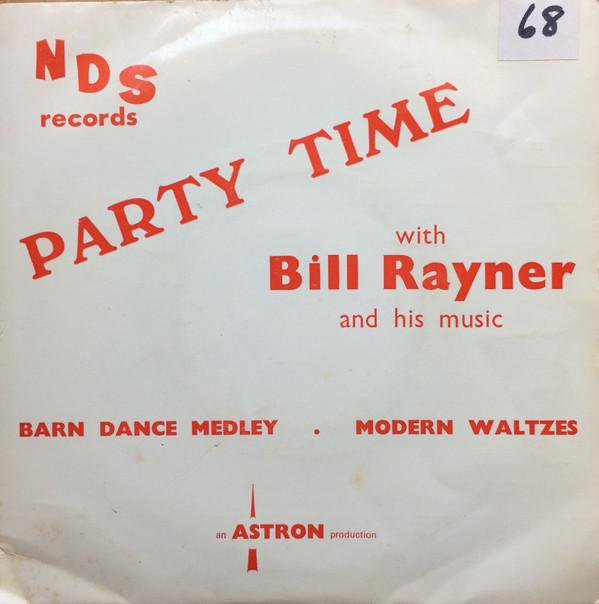 NDS
records
68
PARTY TIME
with
Bill Rayner
and his music
BARN DANCE MEDLEY . MODERN WALTZES
an ASTRON production